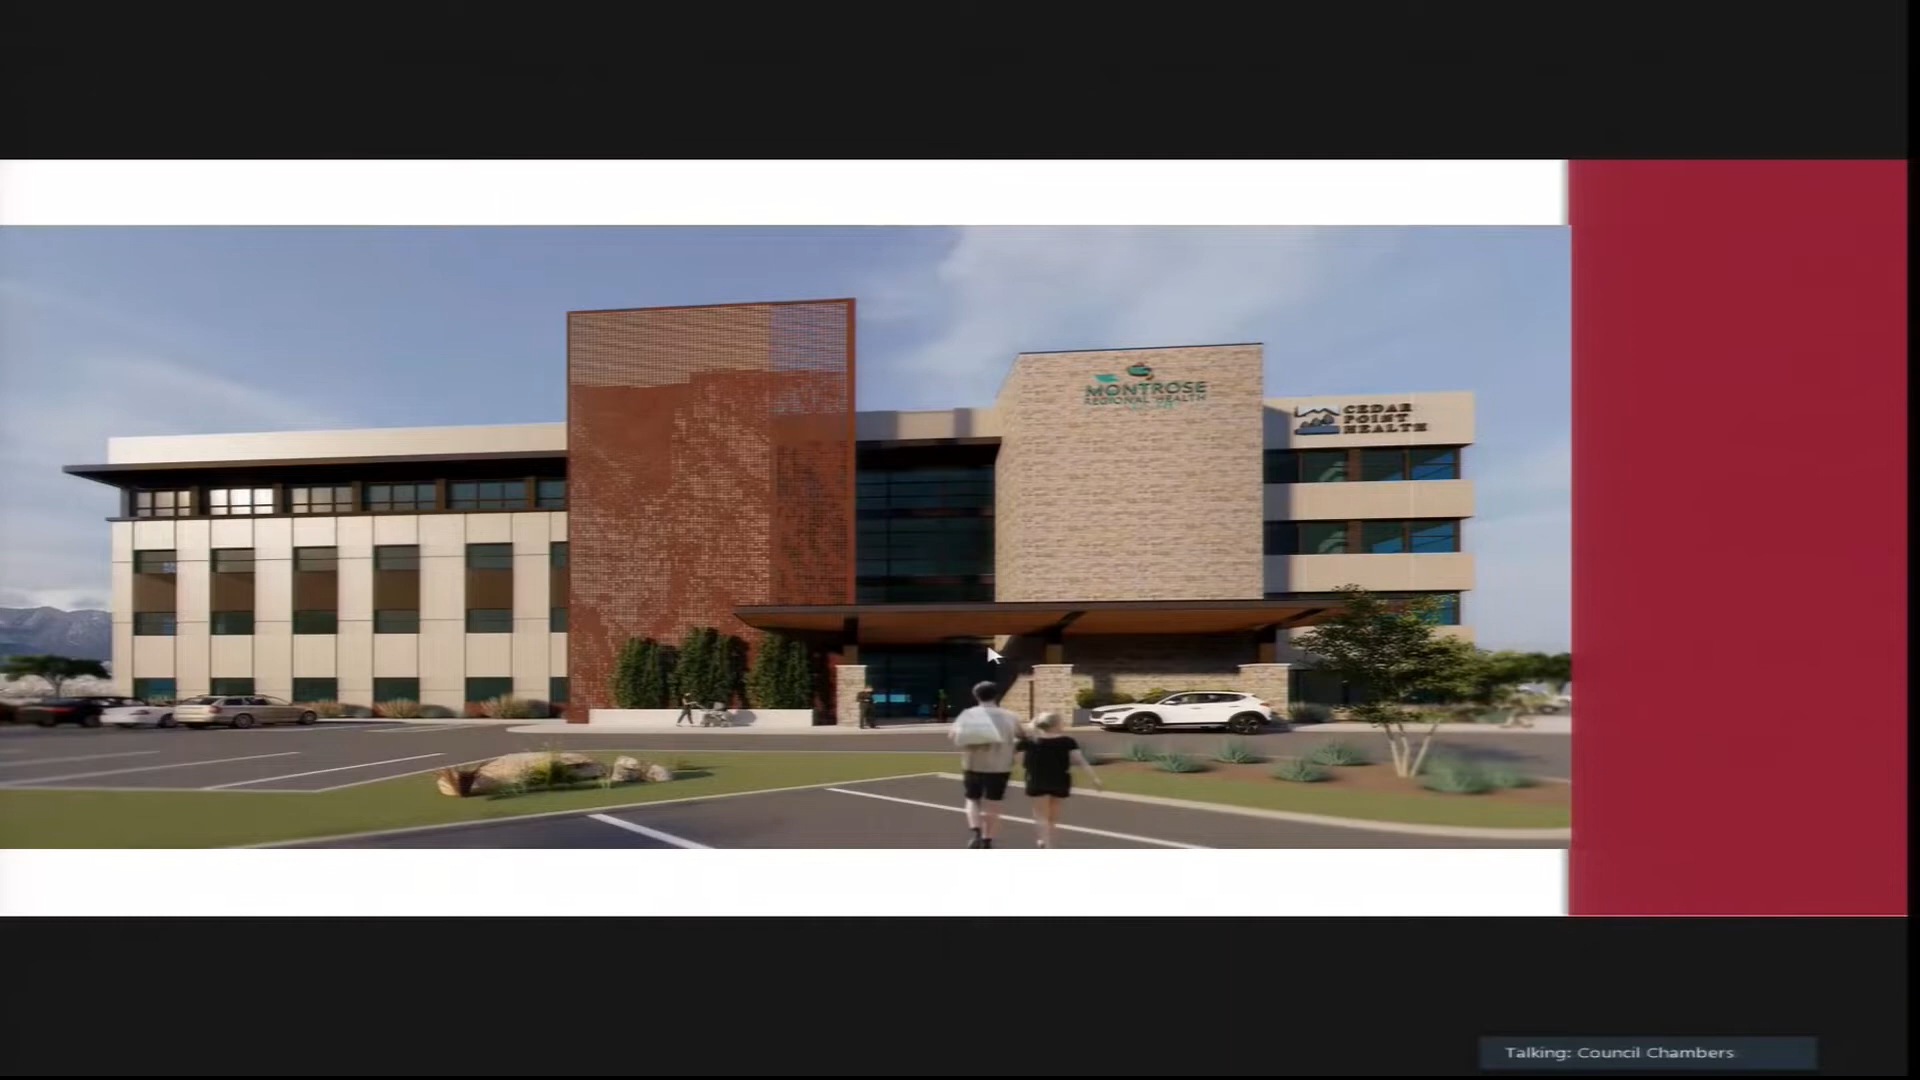 MONTROSE
REGIONAL HEALTH
CEDAR
POINT
HEALTH
Talking: Council Chambers